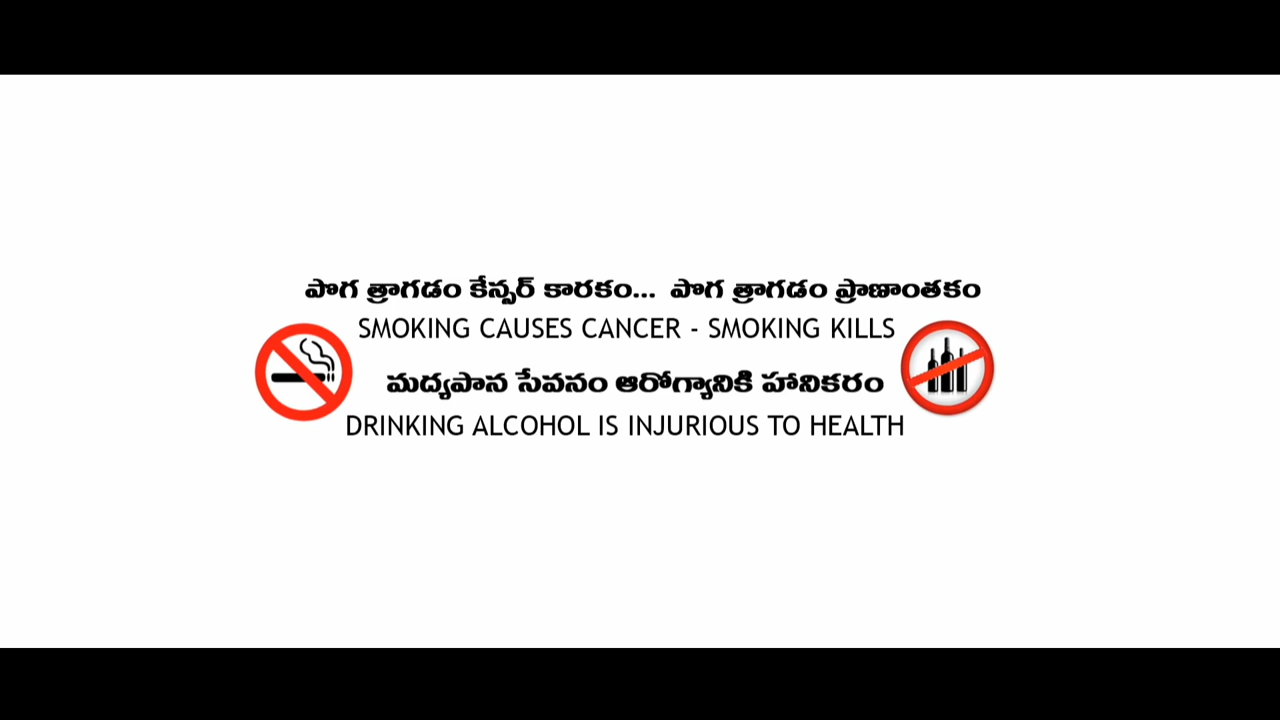 పొగ త్రాగడం కేన్సర్ కారకం... పొగ త్రాగడం ప్రాణాంతకం
SMOKING CAUSES CANCER - SMOKING KILLS
మద్యపాన సేవనం ఆరోగ్యానికి హానికరం
DRINKING ALCOHOL IS INJURIOUS TO HEALTH